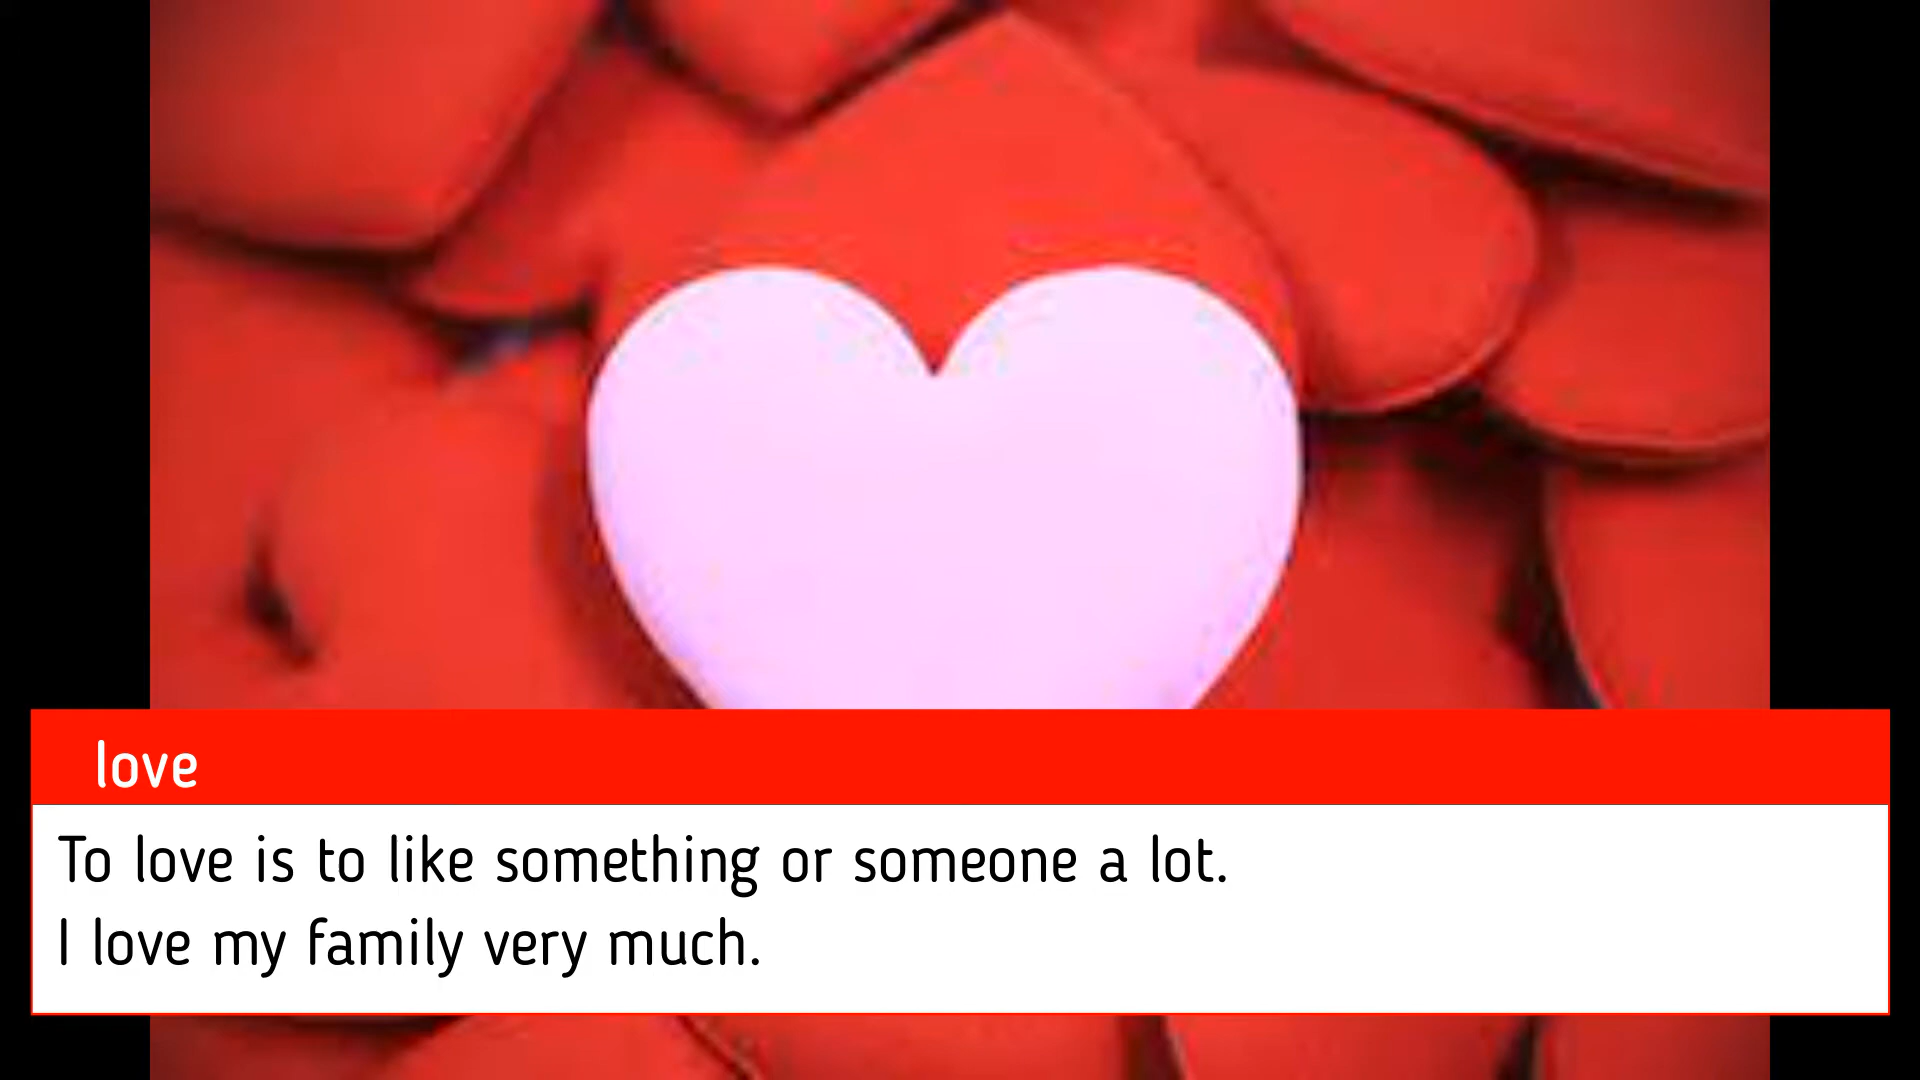 love
To love is to like something or someone a lot.
I love my family very much.